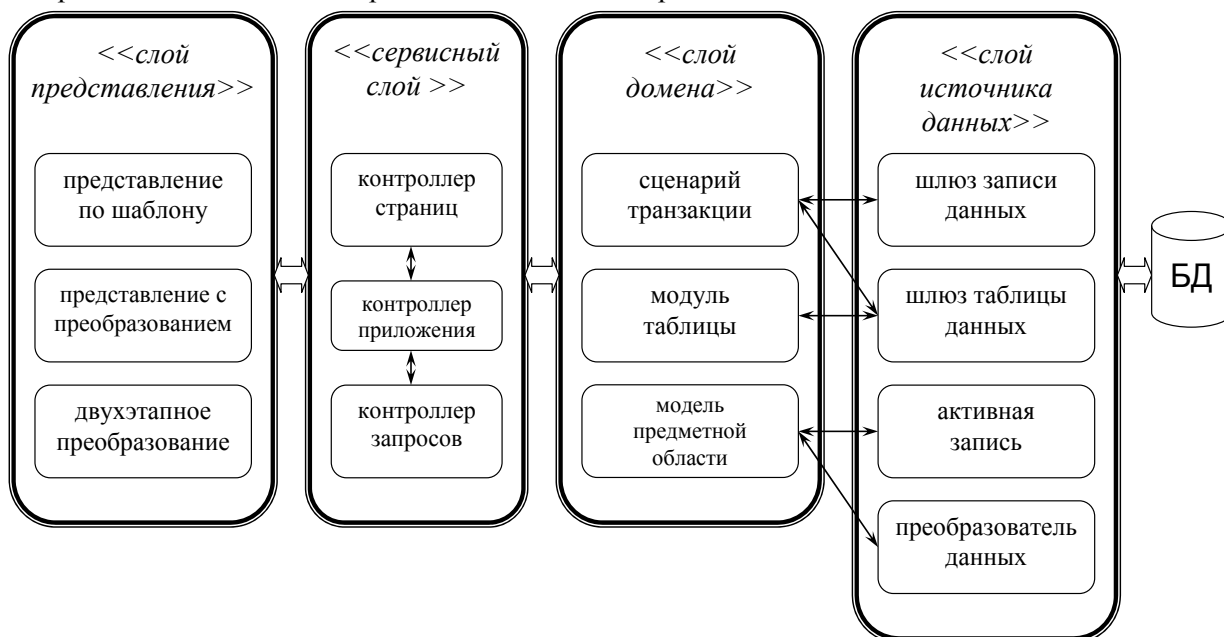 <<слой
представления>>
представление
по шаблону
представление с
преобразованием
двухэтапное
преобразование
<<сервисный
слой >>
контроллер
страниц
контроллер
приложения
контроллер
запросов
<<слой
домена>>
сценарий
транзакции
модуль
таблицы
модель
предметной
области
<<слой
источника
данных>>
шлюз записи
данных
шлюз таблицы
данных
активная
запись
преобразователь
данных
БД